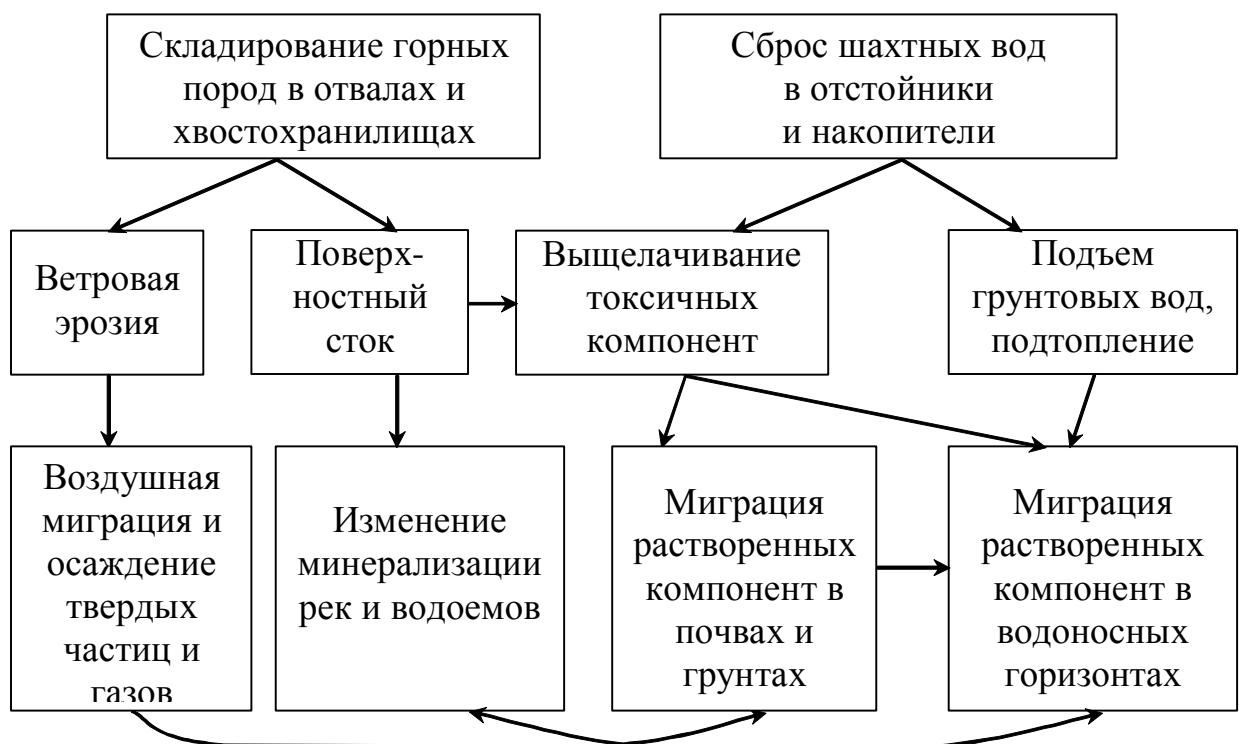 Складирование горных
пород в отвалах и
хвостохранилищах
Сброс шахтных вод
в отстойники
и накопители
Ветровая
эрозия
Поверх-
ностный
сток
Выщелачивание
токсичных
компонент
Подъем
грунтовых вод,
подтопление
Воздушная
миграция и
осаждение
твердых
частиц и
газов
Изменение
минерализации
рек и водоемов
Миграция
растворенных
компонент в
почвах и
грунтах
Миграция
растворенных
компонент в
водоносных
горизонтах